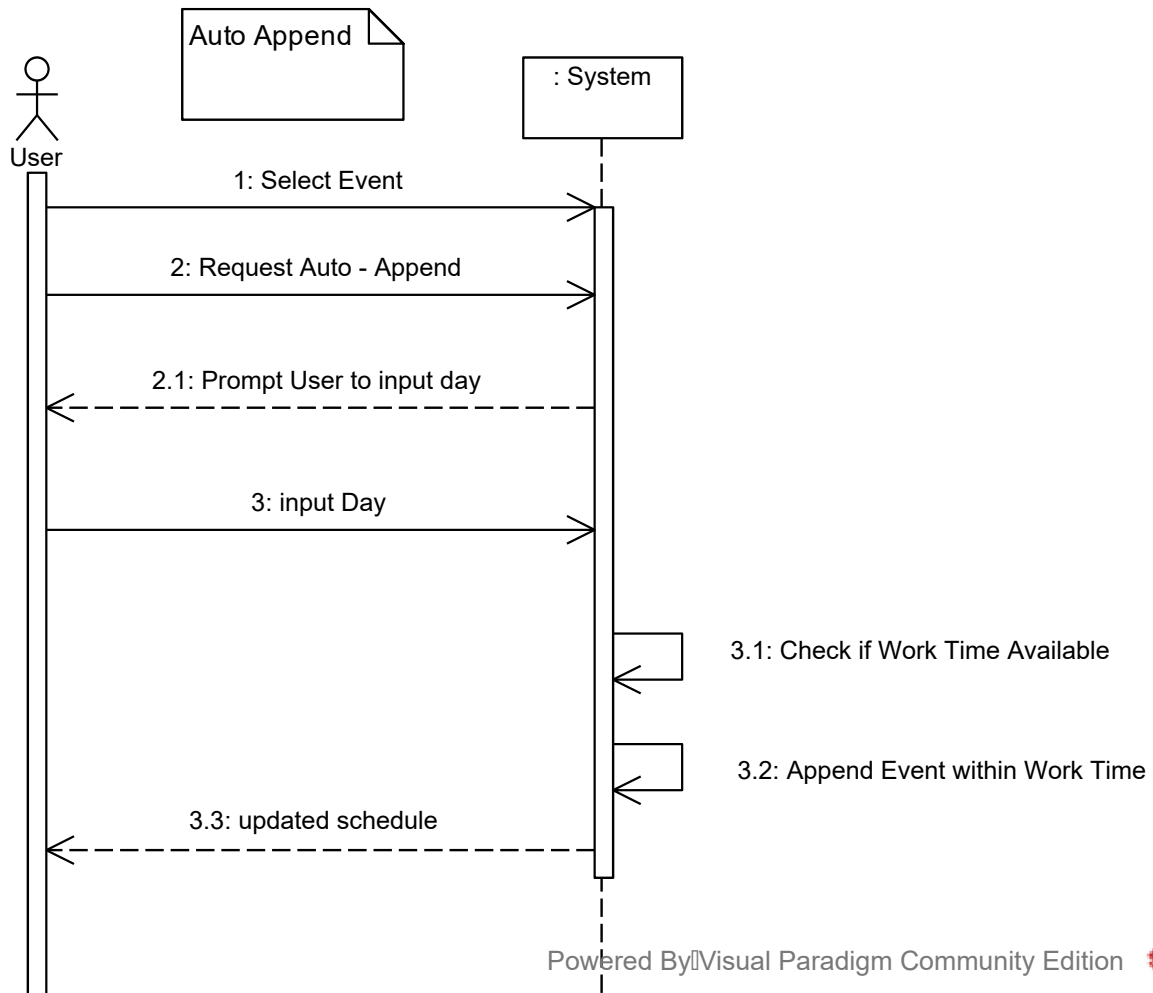 Auto Append
: System
User
1: Select Event
2: Request Auto - Append
2.1: Prompt User to input day
3: input Day
3.1: Check if Work Time Available
3.2: Append Event within Work Time
3.3: updated schedule
Powered By Visual Paradigm Community Edition